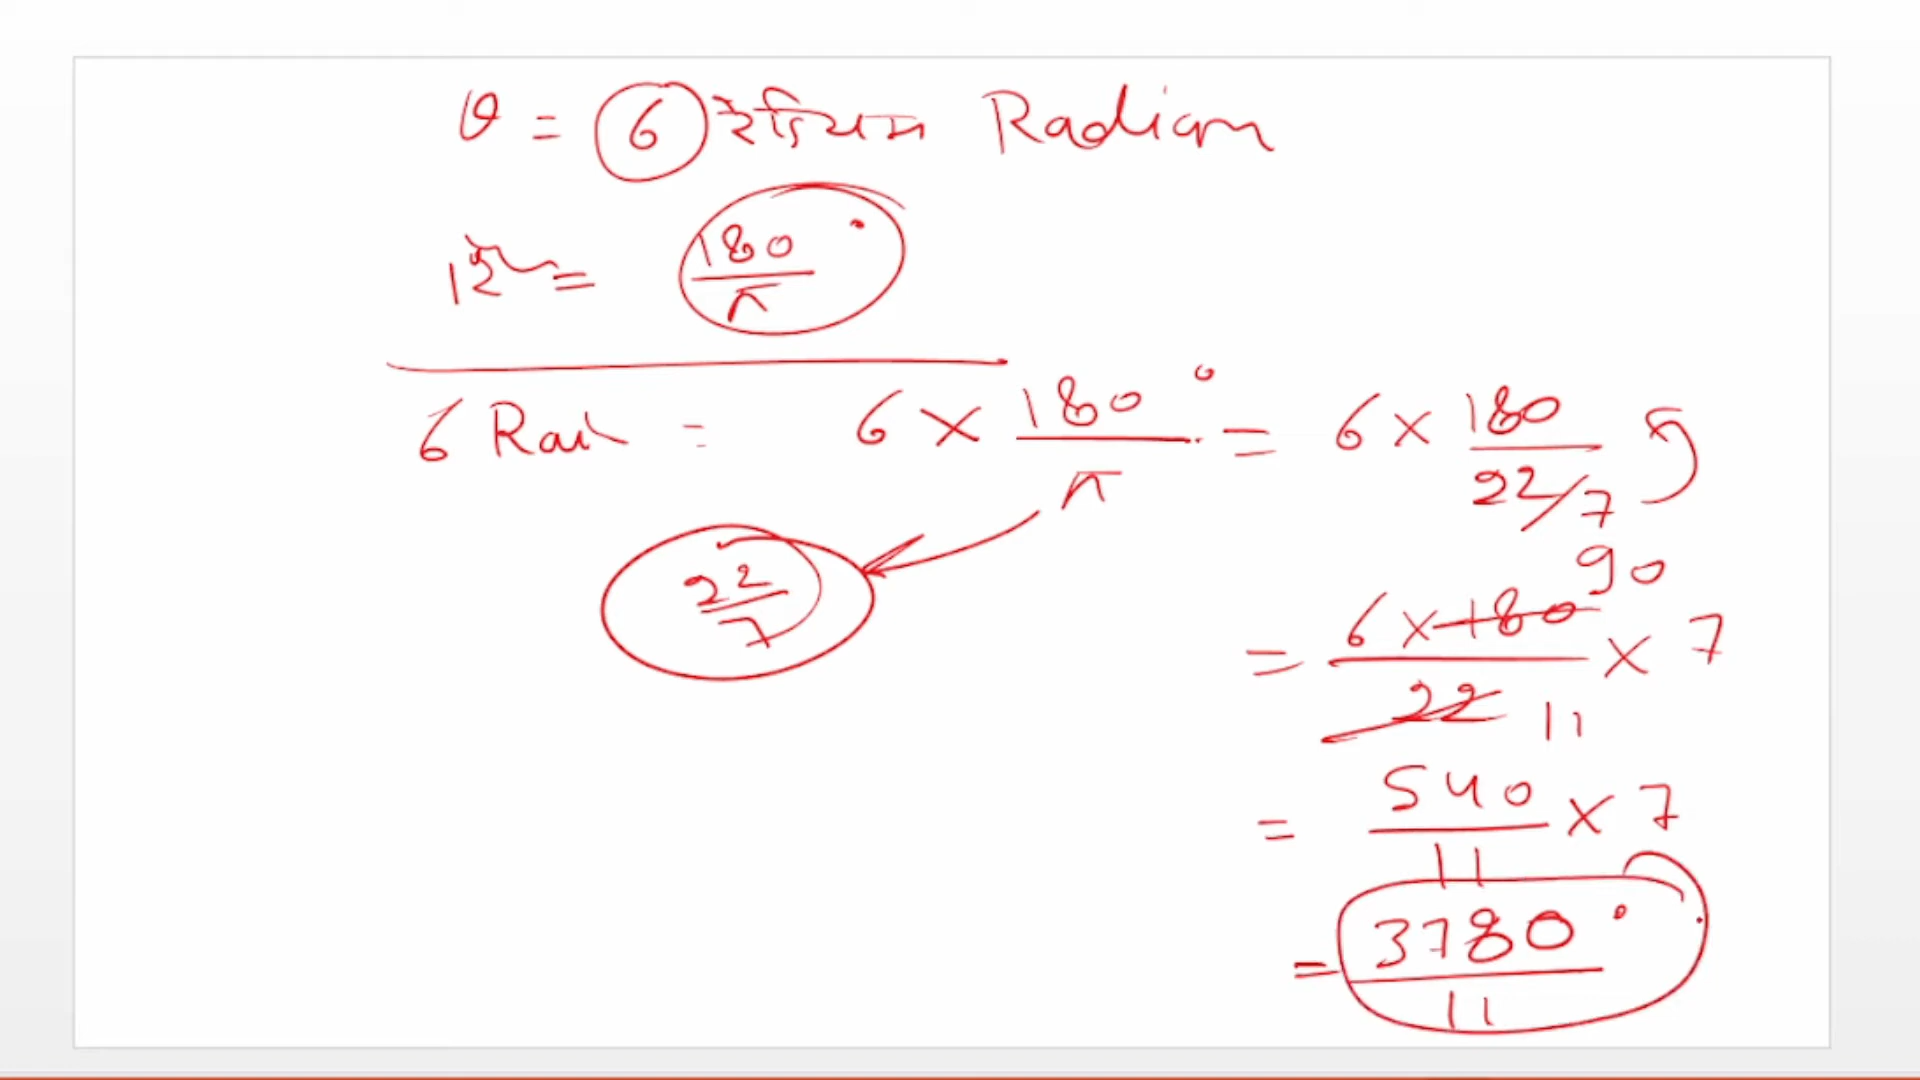 θ = 6 रेडियन Radian
1 रे = 180° / π
6 Rad = 6 × 180° / π = 6 × 180 / 22/7
22/7
90
= 6 × 180 / 22 × 7
11
= 540 / 11 × 7
= 3780° / 11